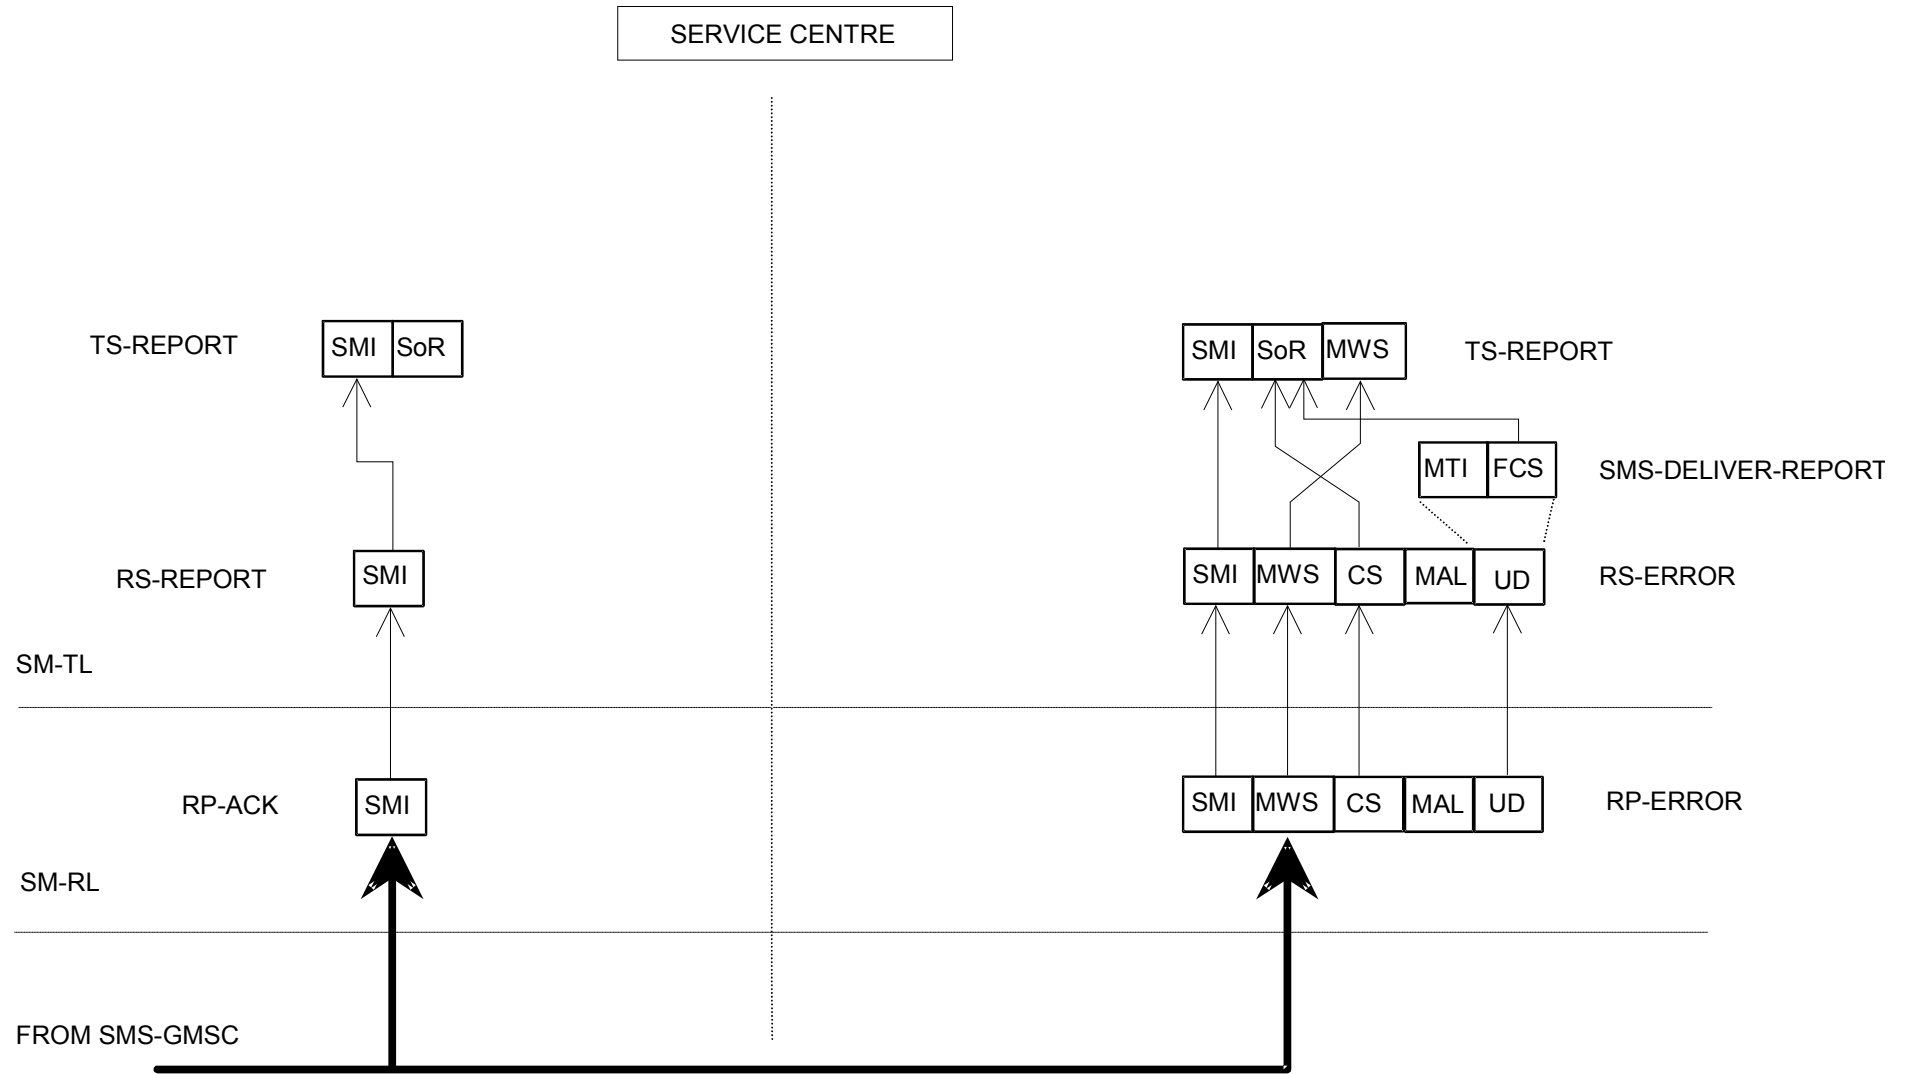 SERVICE CENTRE
TS-REPORT SMI SoR SMI SoR MWS TS-REPORT
MTI FCS SMS-DELIVER-REPORT
RS-REPORT SMI SMI MWS CS MAL UD RS-ERROR
SM-TL
RP-ACK SMI SMI MWS CS MAL UD RP-ERROR
SM-RL
FROM SMS-GMSC